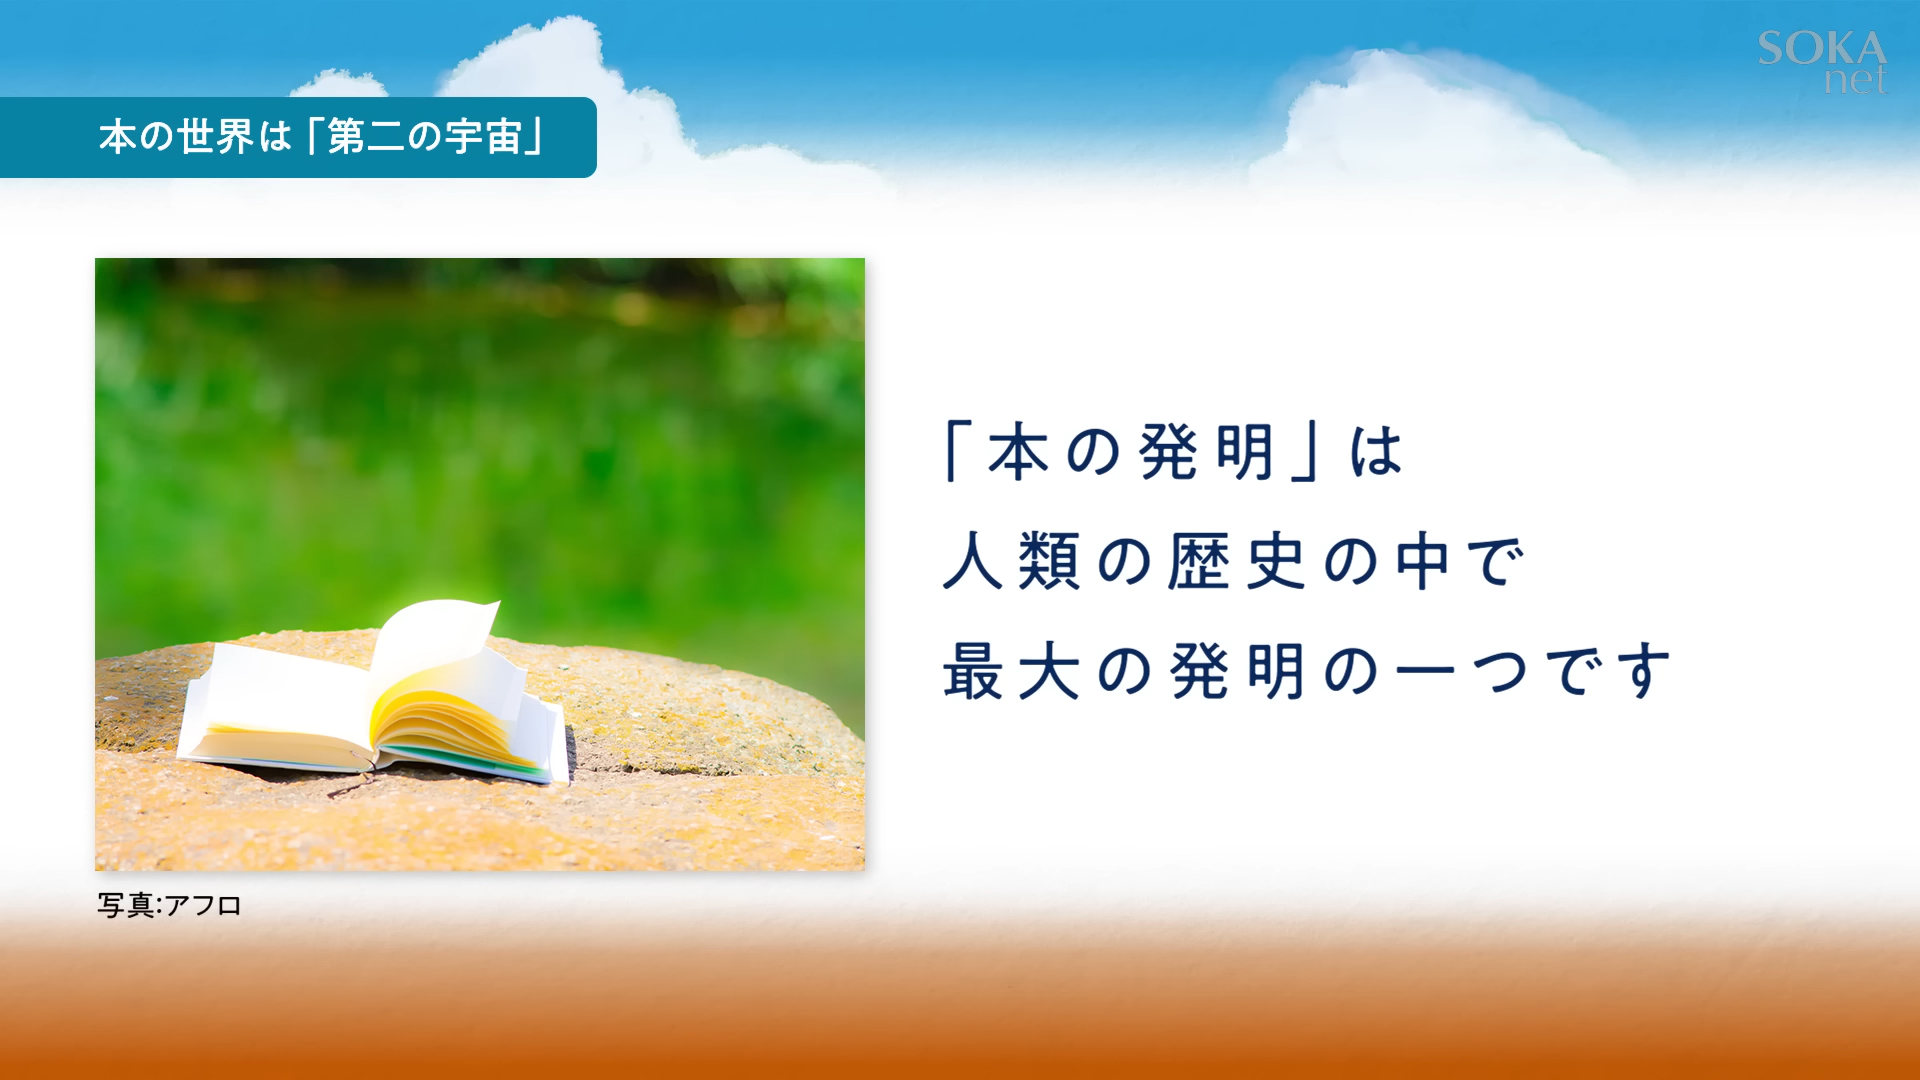 SOKA
net
本の世界は「第二の宇宙」
「本の発明」は
人類の歴史の中で
最大の発明の一つです
写真:アフロ